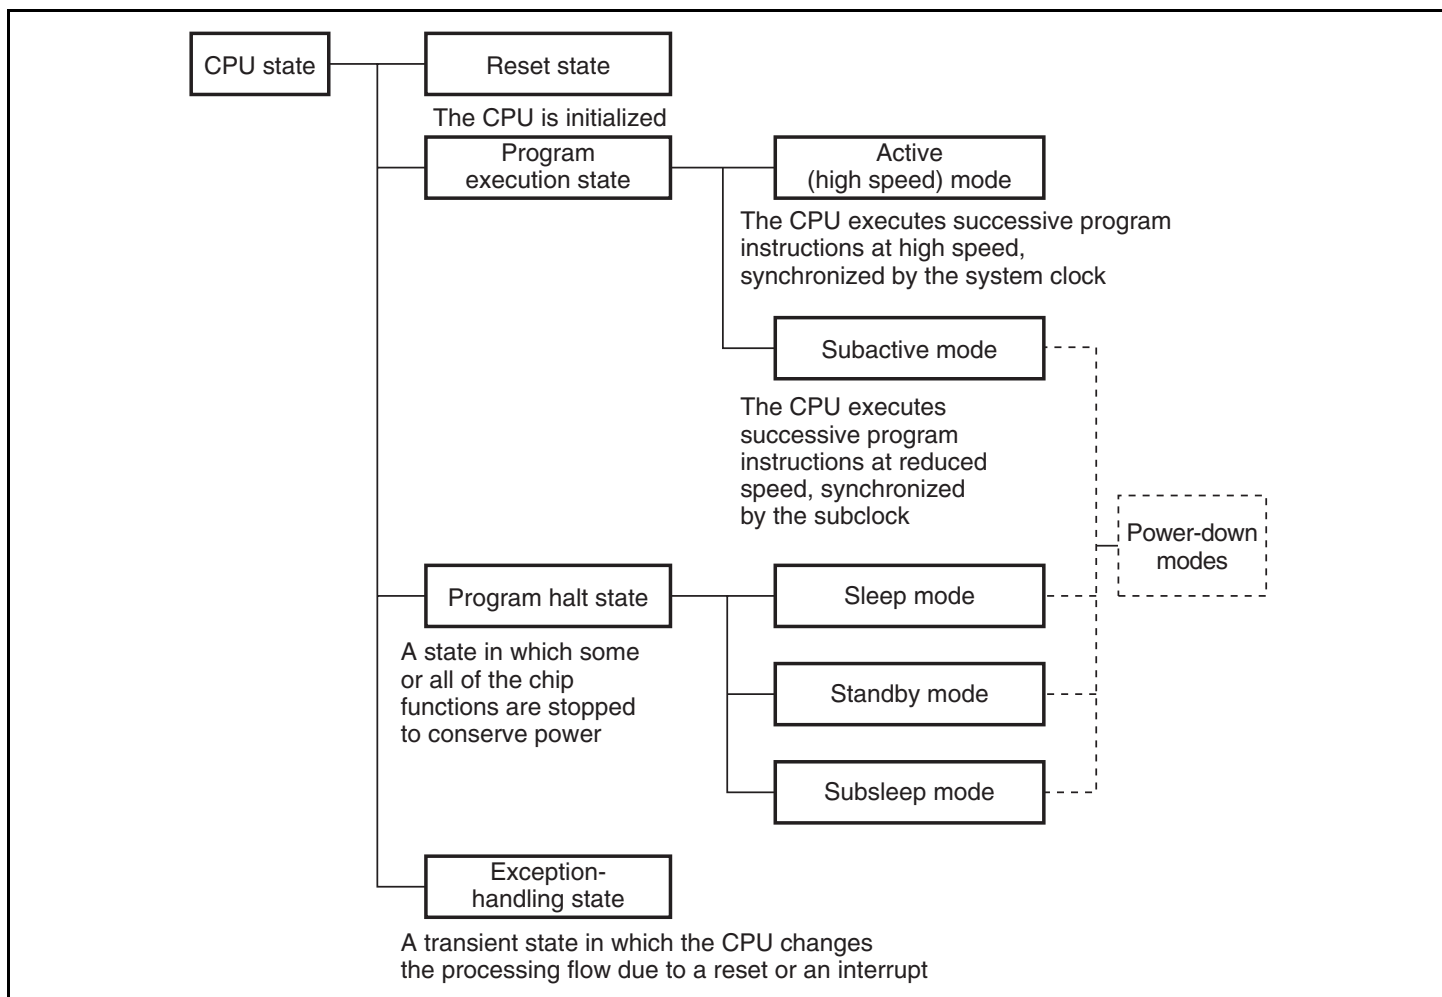 CPU state
Reset state
The CPU is initialized
Program
execution state
Active
(high speed) mode
The CPU executes successive program
instructions at high speed,
synchronized by the system clock
Subactive mode
The CPU executes
successive program
instructions at reduced
speed, synchronized
by the subclock
Power-down
modes
Program halt state
A state in which some
or all of the chip
functions are stopped
to conserve power
Sleep mode
Standby mode
Subsleep mode
Exception-
handling state
A transient state in which the CPU changes
the processing flow due to a reset or an interrupt